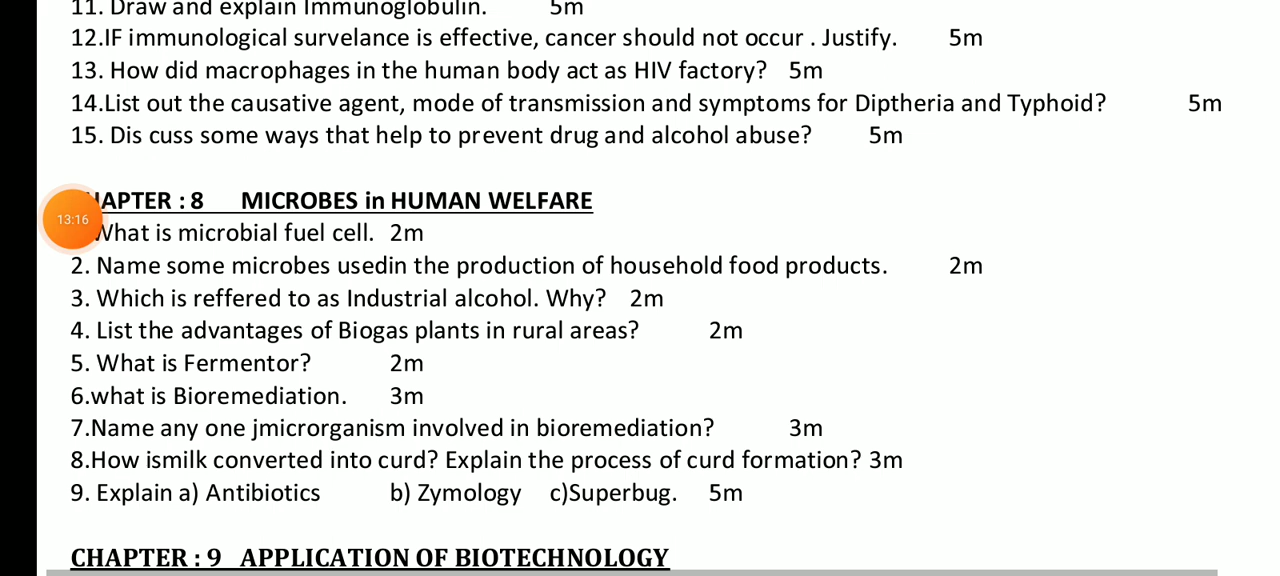 11. Draw and explain Immunoglobulin. 5m
12.IF immunological survelance is effective, cancer should not occur . Justify. 5m
13. How did macrophages in the human body act as HIV factory? 5m
14.List out the causative agent, mode of transmission and symptoms for Diptheria and Typhoid? 5m
15. Dis cuss some ways that help to prevent drug and alcohol abuse? 5m
HAPTER : 8 MICROBES in HUMAN WELFARE
13:16
What is microbial fuel cell. 2m
2. Name some microbes usedin the production of household food products. 2m
3. Which is reffered to as Industrial alcohol. Why? 2m
4. List the advantages of Biogas plants in rural areas? 2m
5. What is Fermentor? 2m
6.what is Bioremediation. 3m
7.Name any one jmicrorganism involved in bioremediation? 3m
8.How ismilk converted into curd? Explain the process of curd formation? 3m
9. Explain a) Antibiotics b) Zymology c)Superbug. 5m
CHAPTER : 9 APPLICATION OF BIOTECHNOLOGY